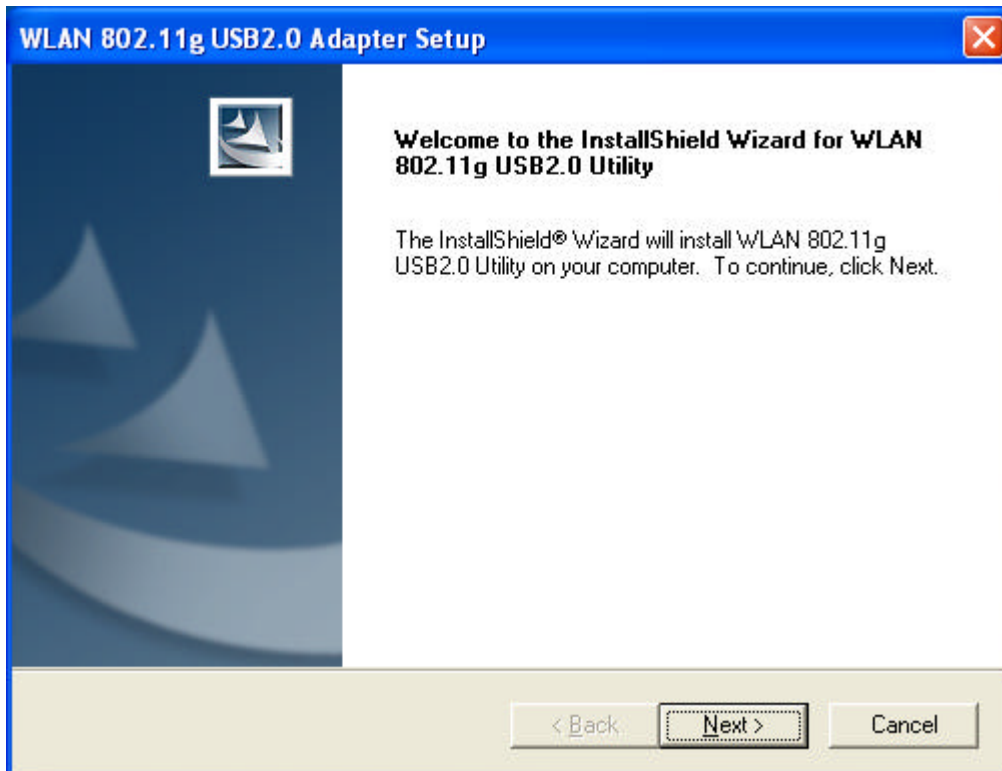 WLAN 802.11g USB2.0 Adapter Setup
Welcome to the InstallShield Wizard for WLAN
802.11g USB2.0 Utility
The InstallShield® Wizard will install WLAN 802.11g
USB2.0 Utility on your computer.  To continue, click Next.
< Back
Next >
Cancel